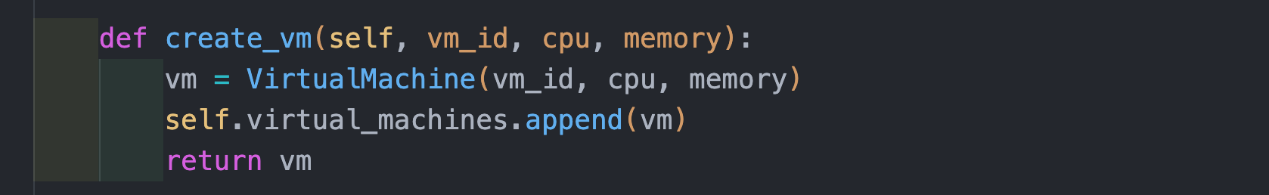 def create_vm(self, vm_id, cpu, memory):
vm = VirtualMachine(vm_id, cpu, memory)
self.virtual_machines.append(vm)
return vm